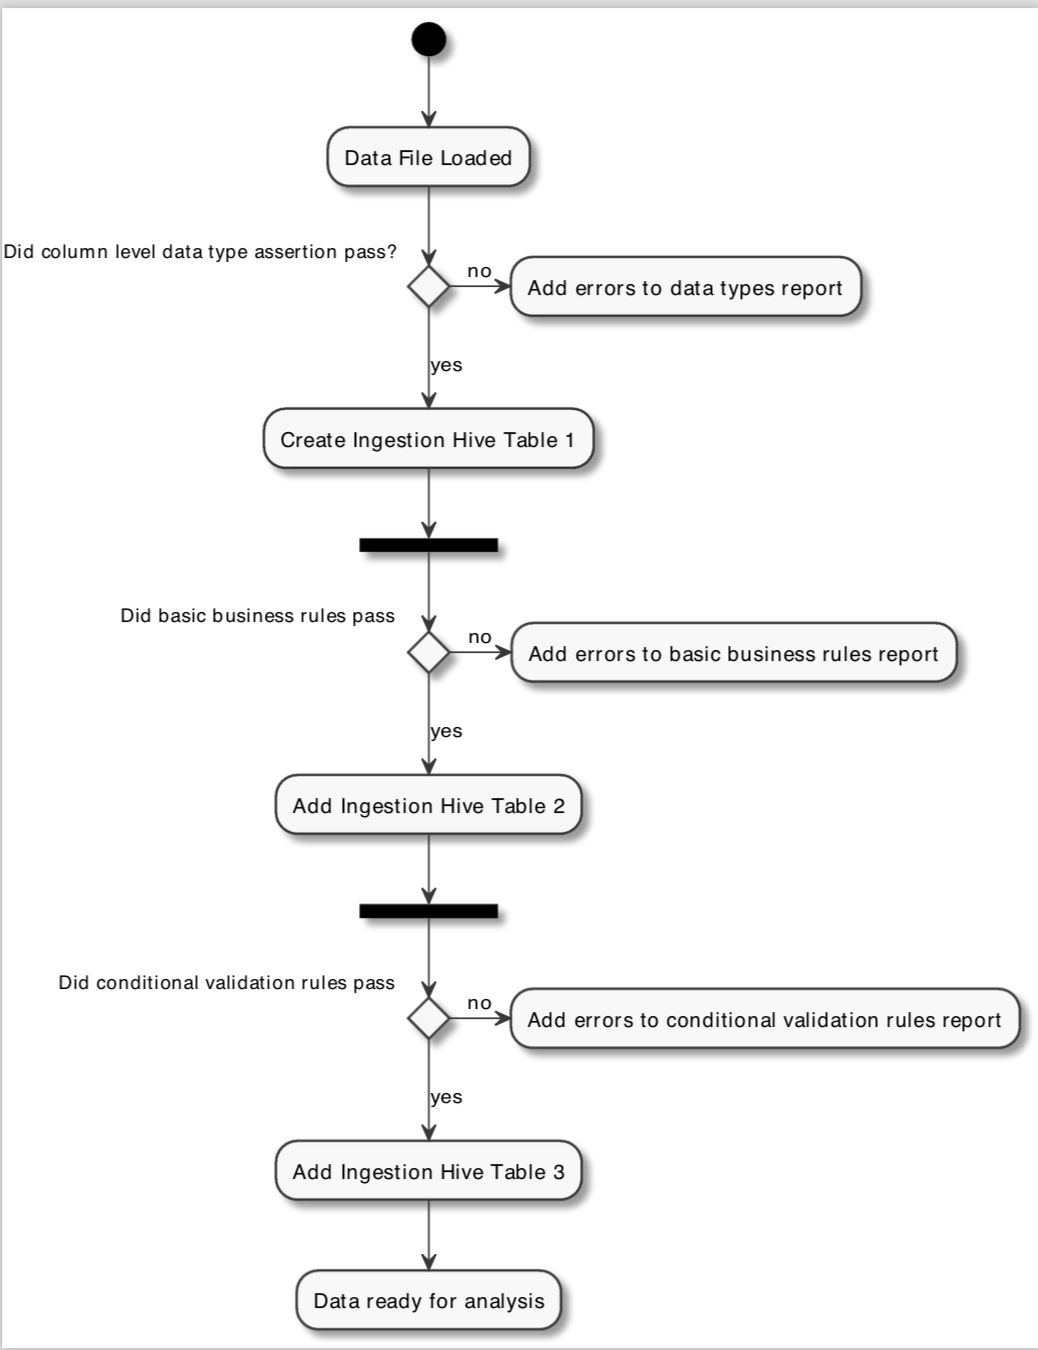 Data File Loaded
Did column level data type assertion pass?
no
Add errors to data types report
yes
Create Ingestion Hive Table 1
Did basic business rules pass
no
Add errors to basic business rules report
yes
Add Ingestion Hive Table 2
Did conditional validation rules pass
no
Add errors to conditional validation rules report
yes
Add Ingestion Hive Table 3
Data ready for analysis